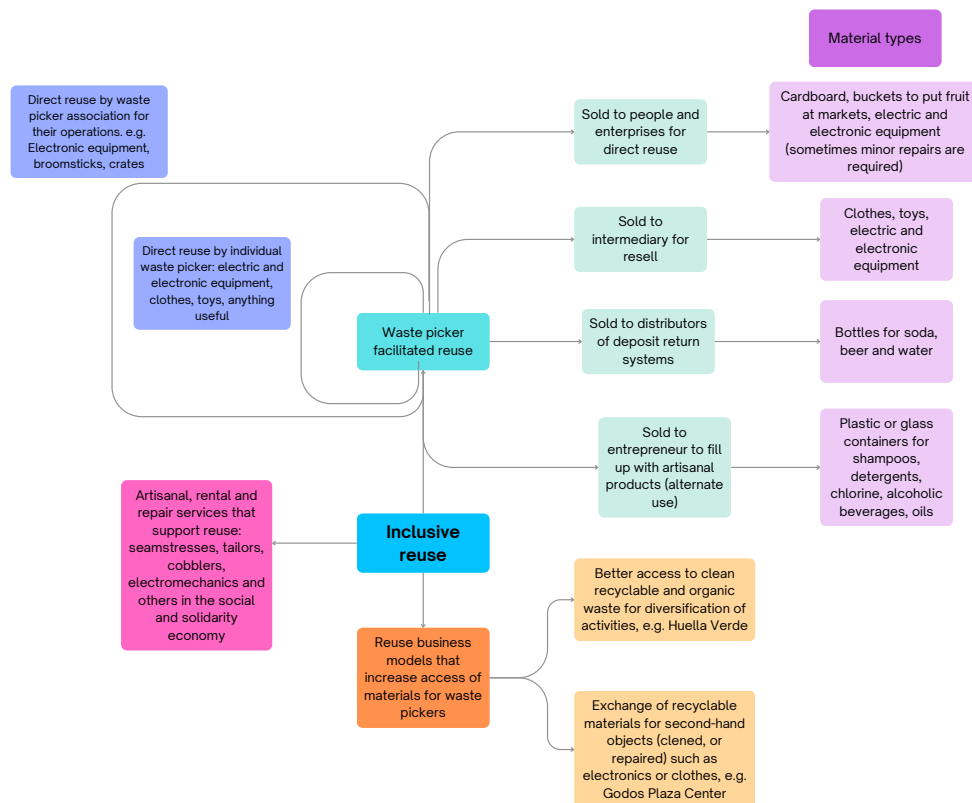 Material types
Direct reuse by waste
picker association for
their operations. e.g.
Electronic equipment,
broomsticks, crates
Sold to people and
enterprises for
direct reuse
Cardboard, buckets to put fruit
at markets, electric and
electronic equipment
(sometimes minor repairs are
required)
Direct reuse by individual
waste picker: electric and
electronic equipment,
clothes, toys, anything
useful
Sold to
intermediary for
resell
Clothes, toys,
electric and
electronic
equipment
Waste picker
facilitated reuse
Sold to distributors
of deposit return
systems
Bottles for soda,
beer and water
Sold to
entrepreneur to fill
up with artisanal
products (alternate
use)
Plastic or glass
containers for
shampoos,
detergents,
chlorine, alcoholic
beverages, oils
Artisanal, rental and
repair services that
support reuse:
seamstresses, tailors,
cobblers,
electromechanics and
others in the social
and solidarity
economy
Inclusive
reuse
Better access to clean
recyclable and organic
waste for diversification of
activities, e.g. Huella Verde
Reuse business
models that
increase access of
materials for waste
pickers
Exchange of recyclable
materials for second-hand
objects (clened, or
repaired) such as
electronics or clothes, e.g.
Godos Plaza Center